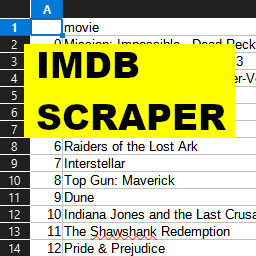 A
1 movie
2 0 Mission: Impossible - Dead Reck
3 3
4 er-Ve
5
6
7
IMDB
SCRAPER
8 6 Raiders of the Lost Ark
9 7 Interstellar
10 8 Top Gun: Maverick
11 9 Dune
12 10 Indiana Jones and the Last Crusa
13 11 The Shawshank Redemption
14 12 Pride & Prejudice